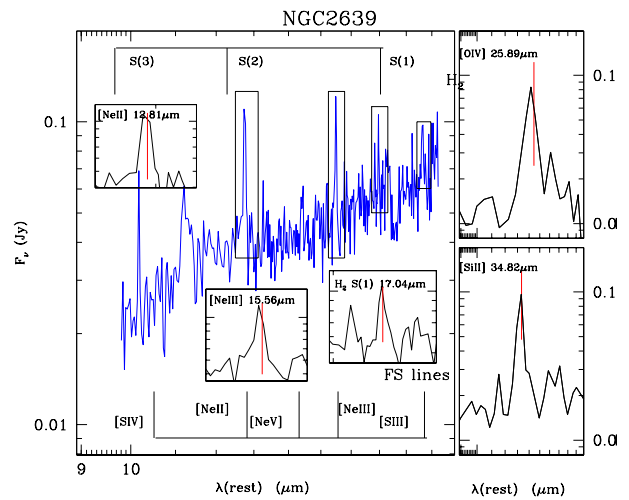 NGC2639
S(3)
S(2)
S(1)
H₂
[OIV] 25.89μm
0.1
0.1
[NeII] 12.81μm
F_ν (Jy)
0.0
[NeIII] 15.56μm
H₂ S(1) 17.04μm
[SiII] 34.82μm
0.1
FS lines
[SIV]
[NeII]
[NeV]
[NeIII]
[SIII]
0.01
0.0
9
10
λ(rest) (μm)
λ(rest) (μm)